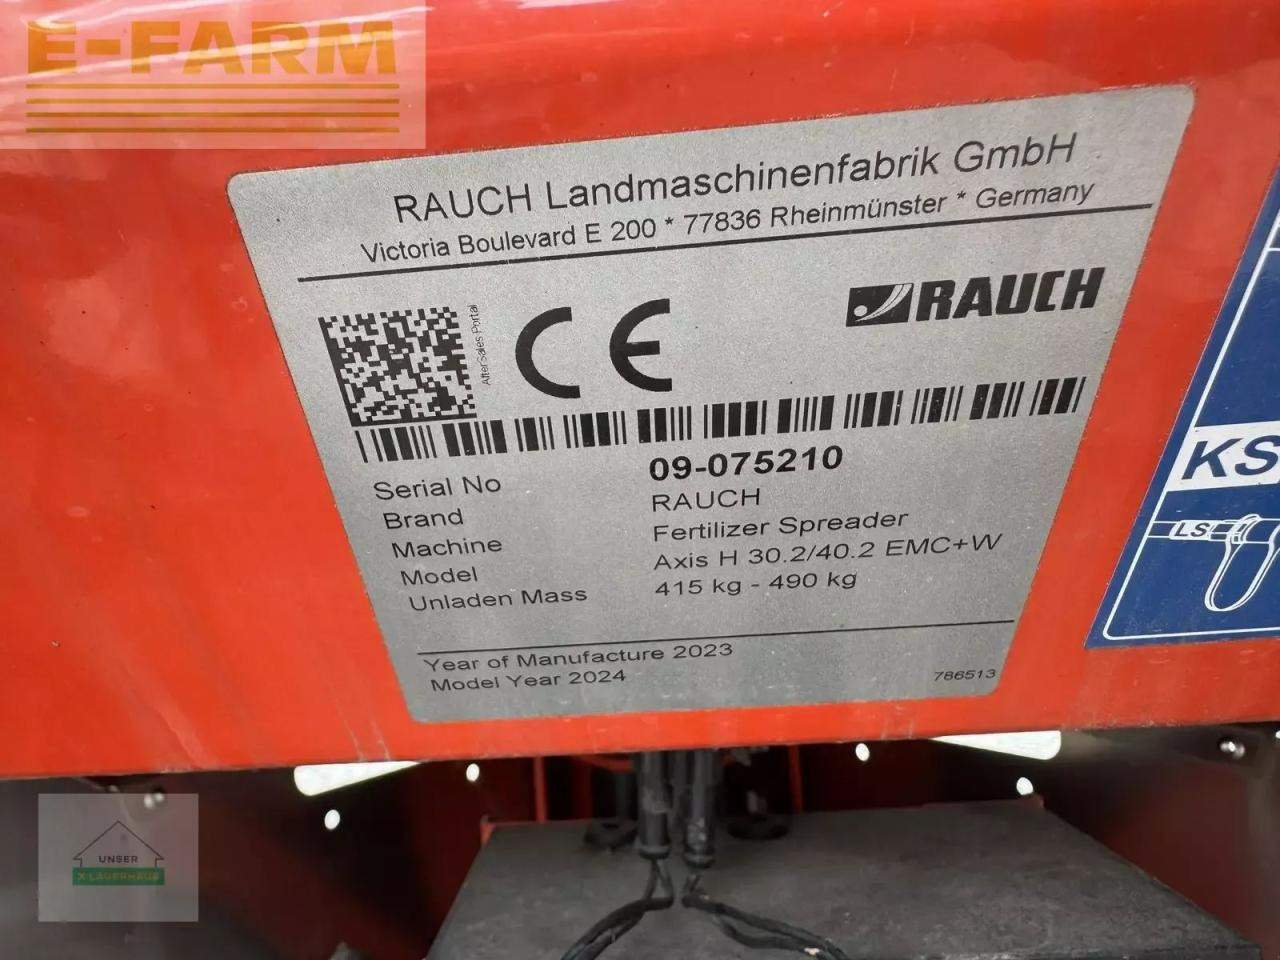 E-FARM
RAUCH Landmaschinenfabrik GmbH
Victoria Boulevard E 200 * 77836 Rheinmünster * Germany
AfterSales Portal
CE
RAUCH
Serial No 09-075210
Brand RAUCH
Machine Fertilizer Spreader
Model Axis H 30.2/40.2 EMC+W
Unladen Mass 415 kg - 490 kg
Year of Manufacture 2023
Model Year 2024
786513
KS
LS
UNSER
X LAGERHAUS